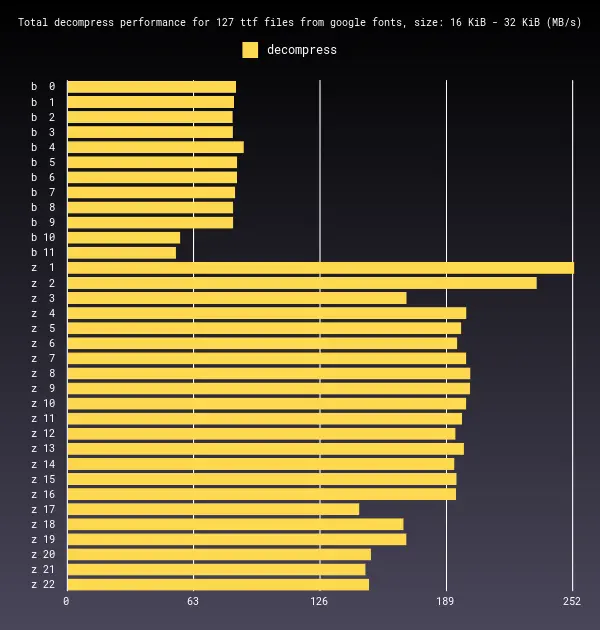 Total decompress performance for 127 ttf files from google fonts, size: 16 KiB - 32 KiB (MB/s)
decompress
b 0
b 1
b 2
b 3
b 4
b 5
b 6
b 7
b 8
b 9
b 10
b 11
z 1
z 2
z 3
z 4
z 5
z 6
z 7
z 8
z 9
z 10
z 11
z 12
z 13
z 14
z 15
z 16
z 17
z 18
z 19
z 20
z 21
z 22
0 63 126 189 252